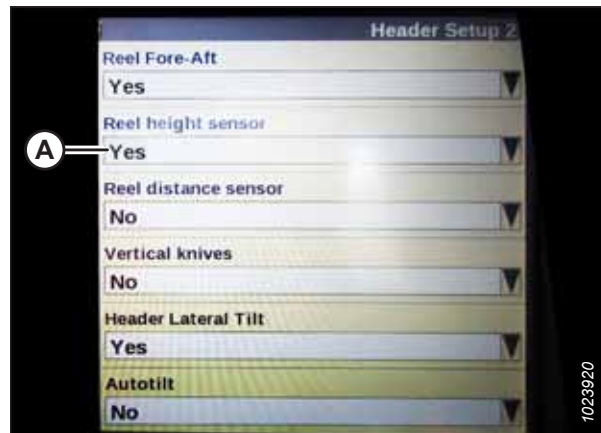 Header Setup 2
Reel Fore-Aft
Yes
Reel height sensor
A
Yes
Reel distance sensor
No
Vertical knives
No
Header Lateral Tilt
Yes
Autotilt
No
1023920